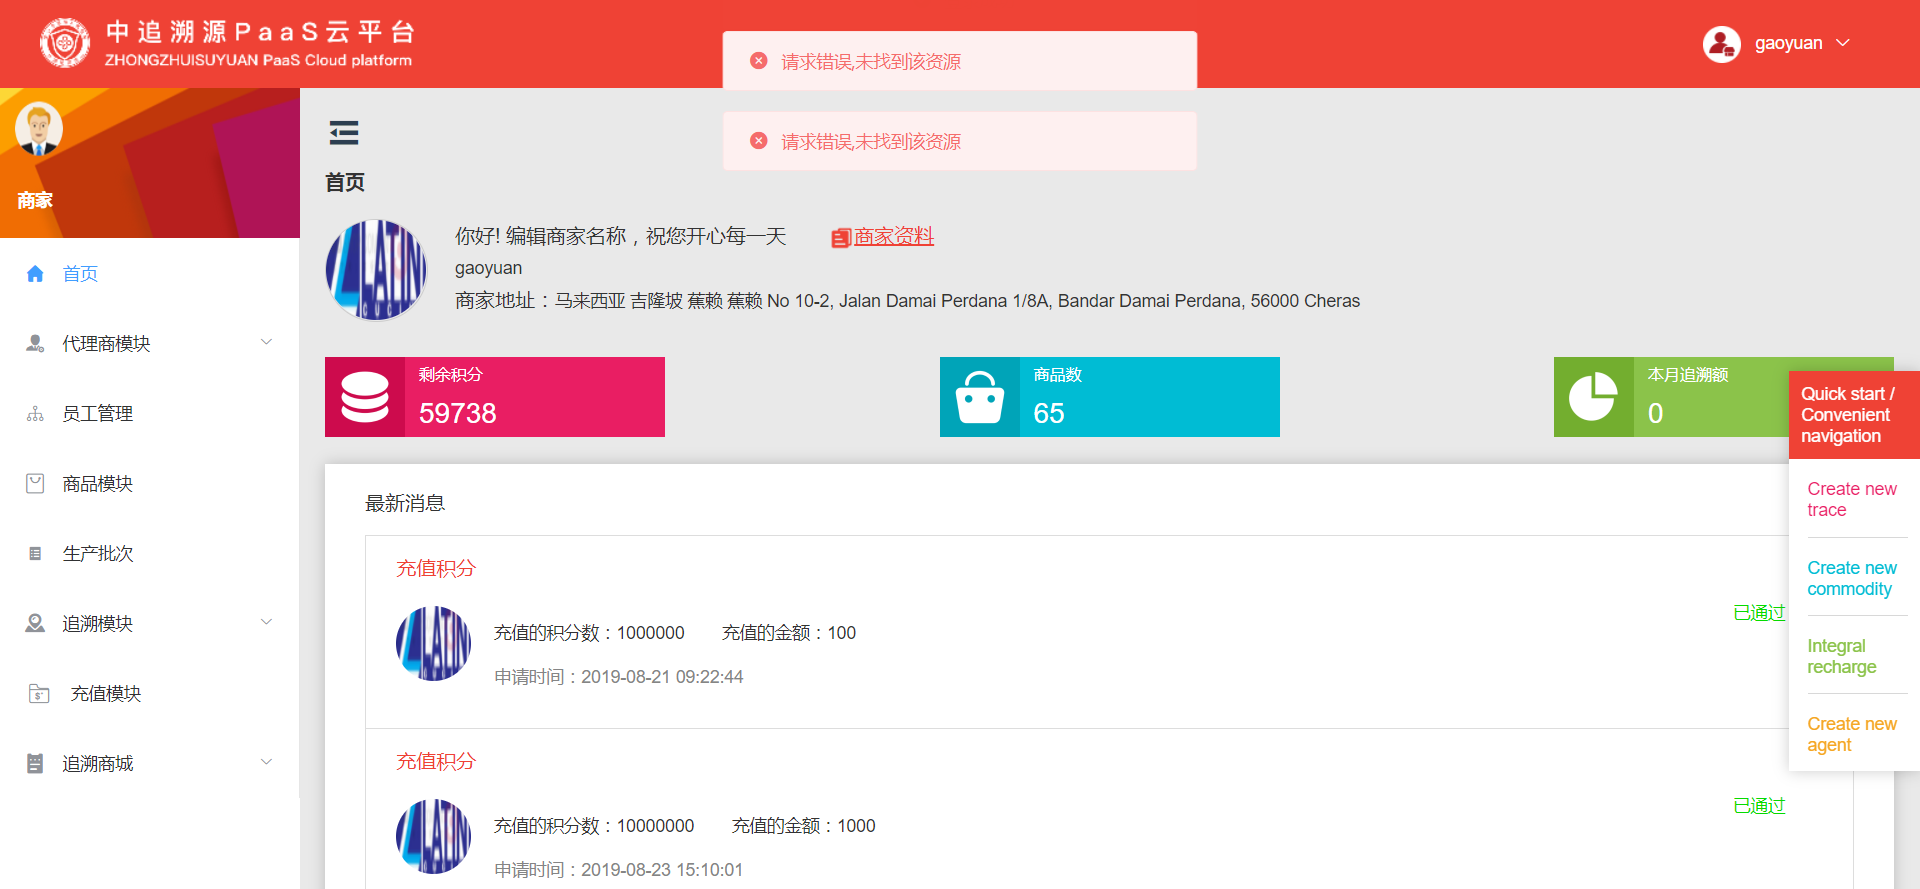 中追溯源PaaS云平台
ZHONGZHUISUYUAN PaaS Cloud platform
请求错误,未找到该资源
gaoyuan
请求错误,未找到该资源
商家
首页
代理商模块
员工管理
商品模块
生产批次
追溯模块
充值模块
追溯商城
首页
你好! 编辑商家名称，祝您开心每一天
商家资料
gaoyuan
商家地址：马来西亚 吉隆坡 蕉赖 蕉赖 No 10-2, Jalan Damai Perdana 1/8A, Bandar Damai Perdana, 56000 Cheras
剩余积分
59738
商品数
65
本月追溯额
0
Quick start /
Convenient
navigation
Create new
trace
Create new
commodity
Integral
recharge
Create new
agent
最新消息
充值积分
LATIN
充值的积分数：1000000 充值的金额：100
申请时间：2019-08-21 09:22:44
已通过
充值积分
LATIN
充值的积分数：10000000 充值的金额：1000
申请时间：2019-08-23 15:10:01
已通过